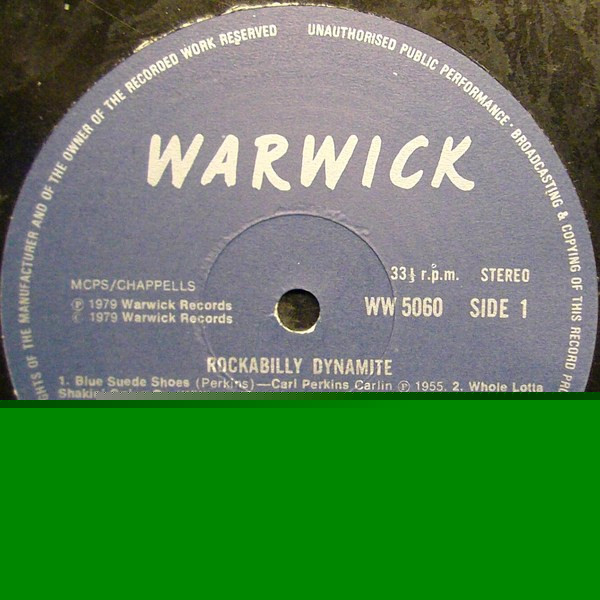 RIGHTS OF THE MANUFACTURER AND OF THE OWNER OF THE RECORDED WORK RESERVED
UNAUTHORISED PUBLIC PERFORMANCE · BROADCASTING & COPYING OF THIS RECORD
WARWICK
33⅓ r.p.m. STEREO
MCPS/CHAPPELLS
℗ 1979 Warwick Records
© 1979 Warwick Records
WW 5060 SIDE 1
ROCKABILLY DYNAMITE
1. Blue Suede Shoes (Perkins)—Carl Perkins Carlin ℗ 1955. 2. Whole Lotta
Shakin'